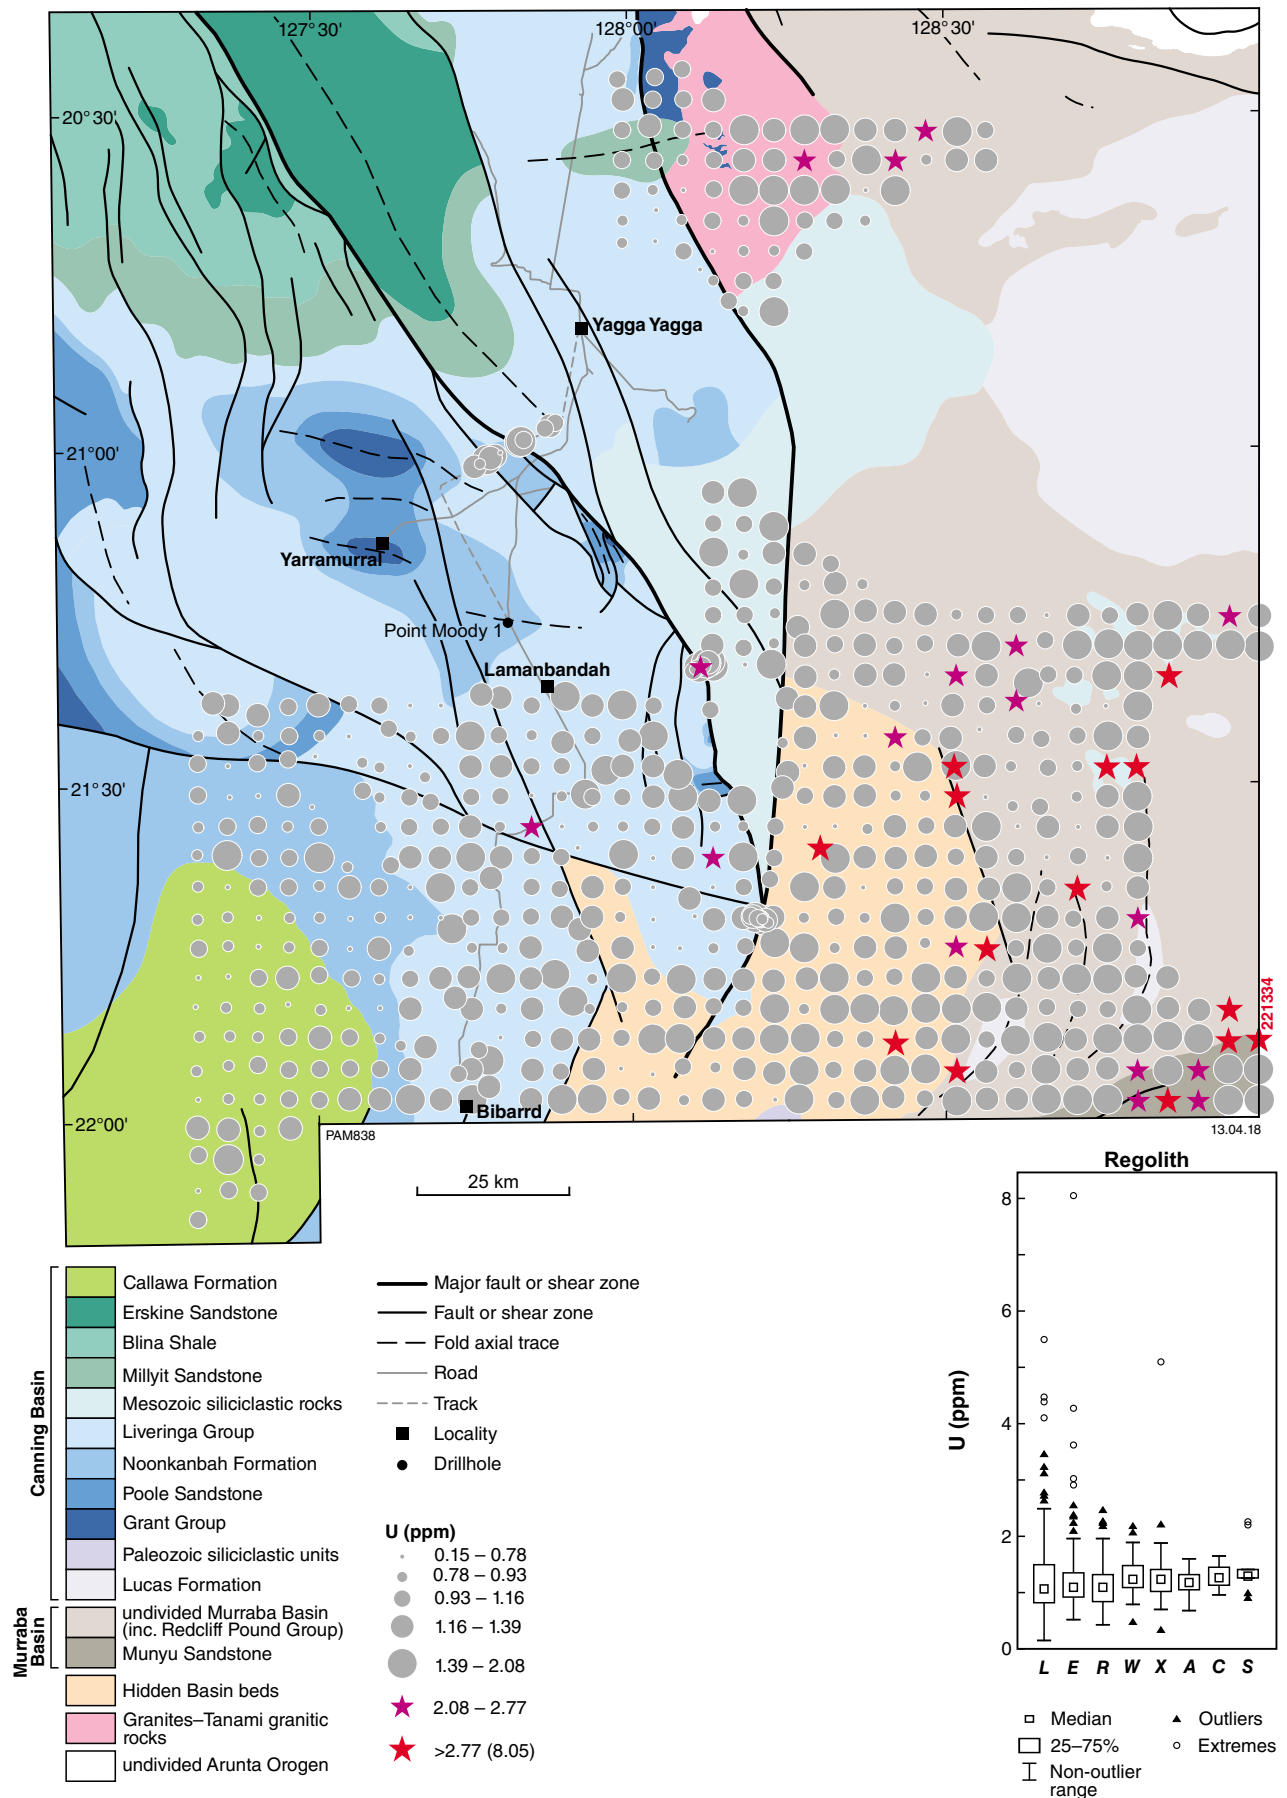 127°30'
128°00'
128°30'
20°30'
Yagga Yagga
21°00'
Yarramurral
Point Moody 1
Lamanbandah
21°30'
221334
Bibarrd
22°00'
PAM838
13.04.18
25 km
Regolith
8
6
4
2
0
U (ppm)
L E R W X A C S
Median
Outliers
25–75%
Extremes
Non-outlier
range
Canning Basin
Callawa Formation
Erskine Sandstone
Blina Shale
Millyit Sandstone
Mesozoic siliciclastic rocks
Liveringa Group
Noonkanbah Formation
Poole Sandstone
Grant Group
Paleozoic siliciclastic units
Lucas Formation
Murraba
Basin
undivided Murraba Basin
(inc. Redcliff Pound Group)
Munyu Sandstone
Hidden Basin beds
Granites–Tanami granitic
rocks
undivided Arunta Orogen
Major fault or shear zone
Fault or shear zone
Fold axial trace
Road
Track
Locality
Drillhole
U (ppm)
0.15 – 0.78
0.78 – 0.93
0.93 – 1.16
1.16 – 1.39
1.39 – 2.08
2.08 – 2.77
>2.77 (8.05)